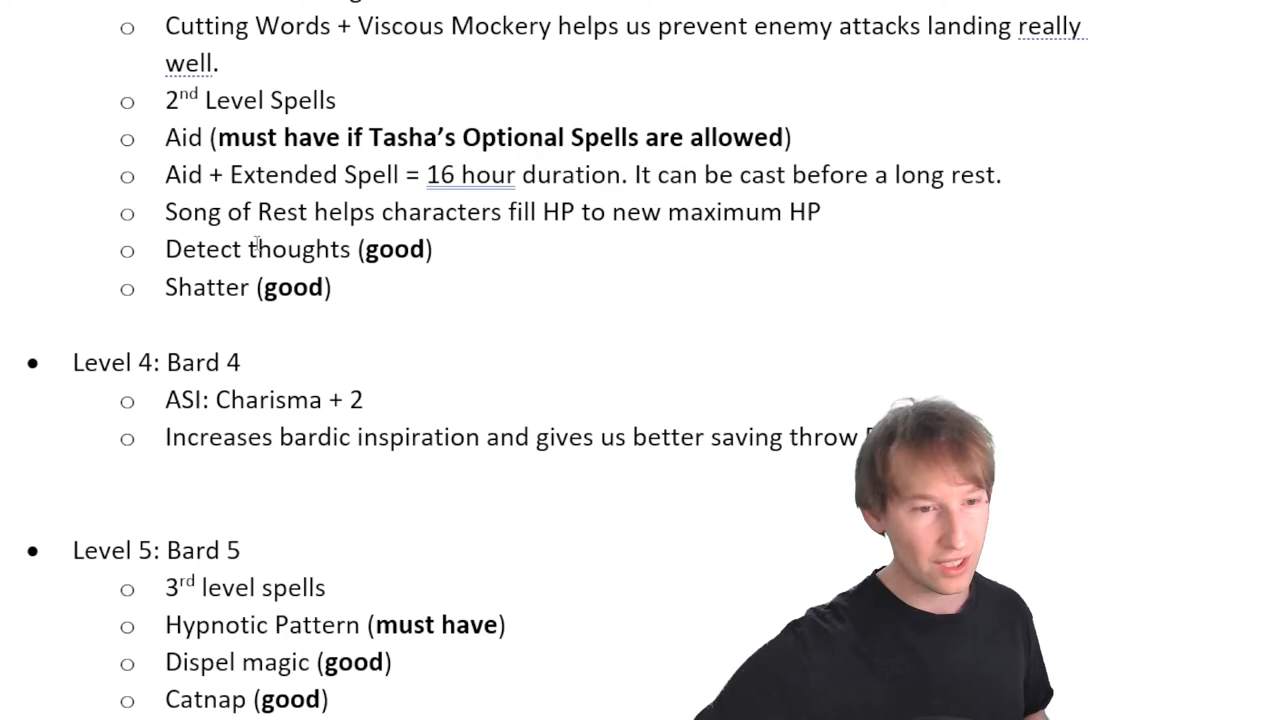 Cutting Words + Viscous Mockery helps us prevent enemy attacks landing really
well.
2nd Level Spells
Aid (must have if Tasha's Optional Spells are allowed)
Aid + Extended Spell = 16 hour duration. It can be cast before a long rest.
Song of Rest helps characters fill HP to new maximum HP
Detect thoughts (good)
Shatter (good)
Level 4: Bard 4
ASI: Charisma + 2
Increases bardic inspiration and gives us better saving throw
Level 5: Bard 5
3rd level spells
Hypnotic Pattern (must have)
Dispel magic (good)
Catnap (good)